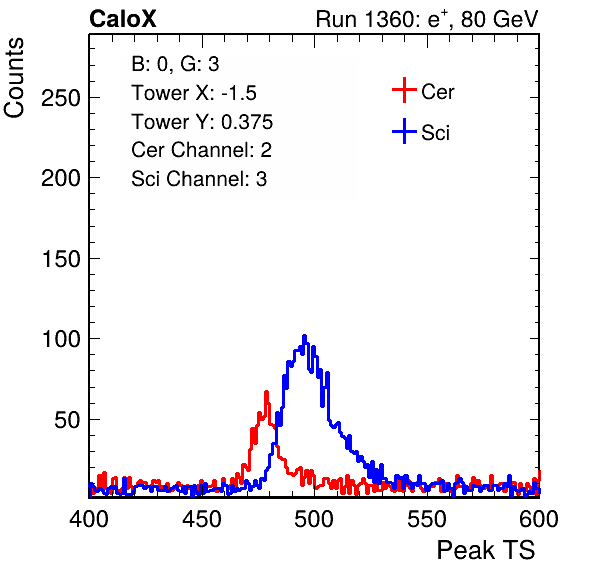 CaloX Run 1360: e+, 80 GeV
Counts
B: 0, G: 3
Tower X: -1.5
Tower Y: 0.375
Cer Channel: 2
Sci Channel: 3
Cer
Sci
250
200
150
100
50
400 450 500 550 600
Peak TS